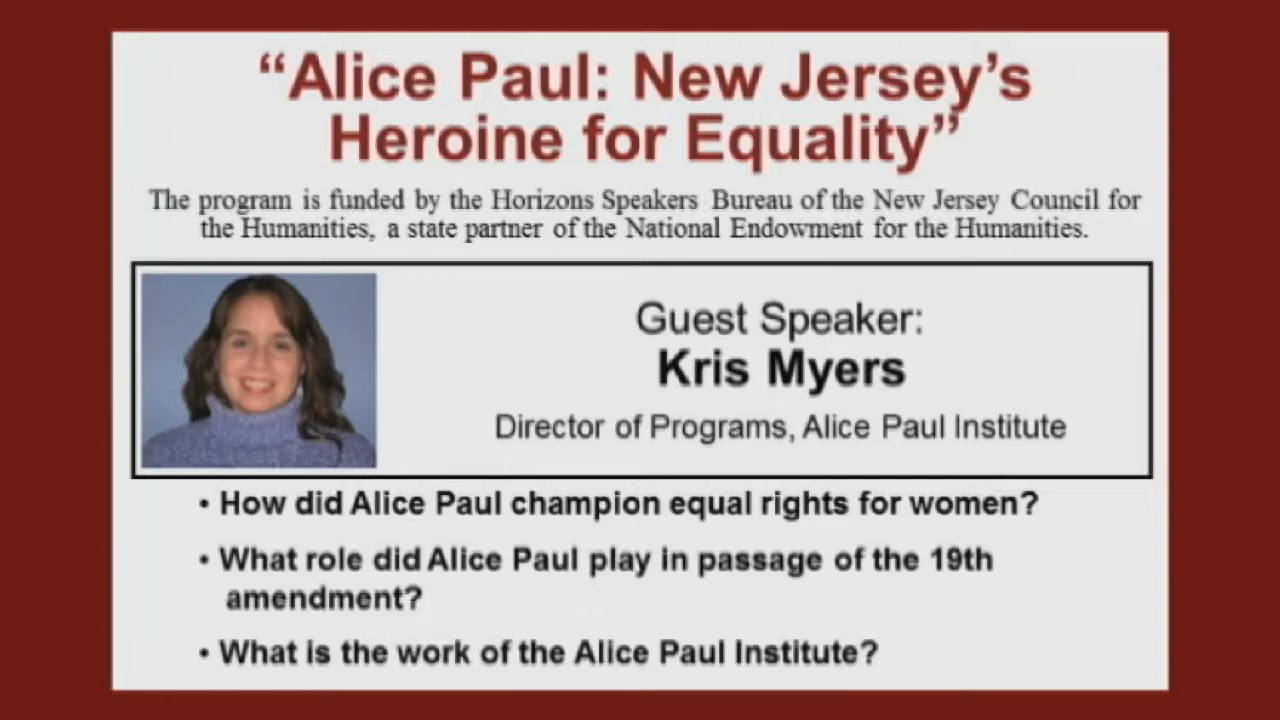 “Alice Paul: New Jersey’s
Heroine for Equality”
The program is funded by the Horizons Speakers Bureau of the New Jersey Council for
the Humanities, a state partner of the National Endowment for the Humanities.
Guest Speaker:
Kris Myers
Director of Programs, Alice Paul Institute
• How did Alice Paul champion equal rights for women?
• What role did Alice Paul play in passage of the 19th
amendment?
• What is the work of the Alice Paul Institute?